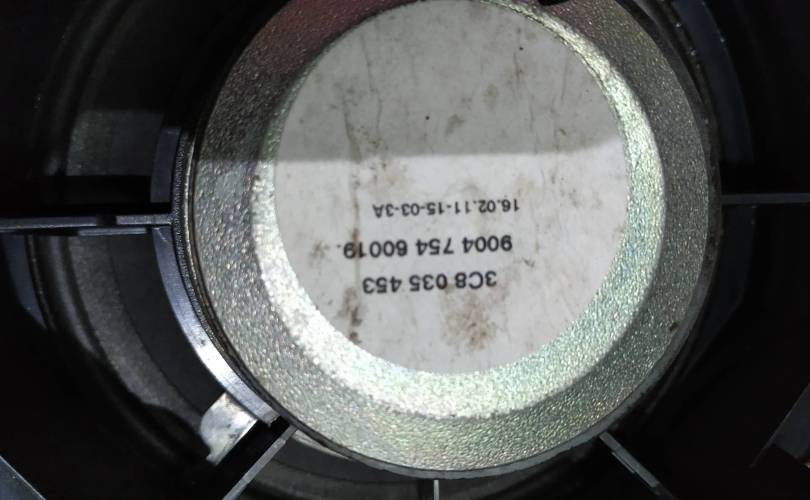 3C8 035 453
9004 754 60019.
16.02.11-15-03-3A